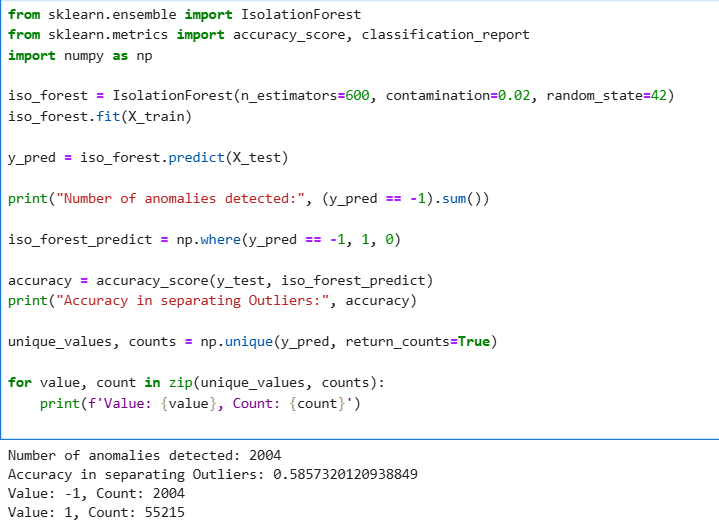 from sklearn.ensemble import IsolationForest
from sklearn.metrics import accuracy_score, classification_report
import numpy as np
iso_forest = IsolationForest(n_estimators=600, contamination=0.02, random_state=42)
iso_forest.fit(X_train)
y_pred = iso_forest.predict(X_test)
print("Number of anomalies detected:", (y_pred == -1).sum())
iso_forest_predict = np.where(y_pred == -1, 1, 0)
accuracy = accuracy_score(y_test, iso_forest_predict)
print("Accuracy in separating Outliers:", accuracy)
unique_values, counts = np.unique(y_pred, return_counts=True)
for value, count in zip(unique_values, counts):
    print(f'Value: {value}, Count: {count}')
Number of anomalies detected: 2004
Accuracy in separating Outliers: 0.5857320120938849
Value: -1, Count: 2004
Value: 1, Count: 55215